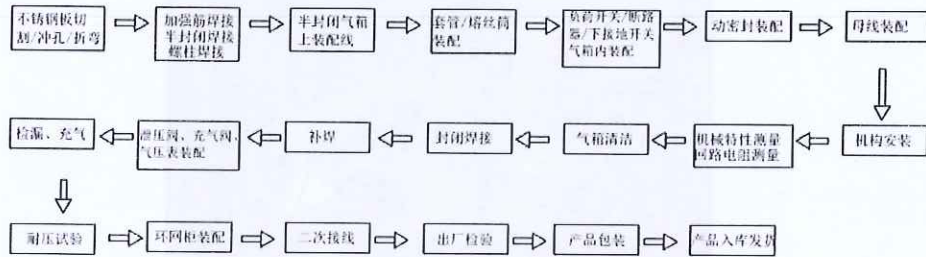 不锈钢板切
割/冲孔/折弯
加强筋焊接
半封闭焊接
螺柱焊接
半封闭气箱
上装配线
套管/熔丝筒
装配
负荷开关/断路
器/下接地开关
气箱内装配
动密封装配
母线装配
机构安装
机械特性测量
回路电阻测量
气箱清洁
封闭焊接
补焊
泄压阀、充气阀、
气压表装配
检漏、充气
耐压试验
环网柜装配
二次接线
出厂检验
产品包装
产品入库发货